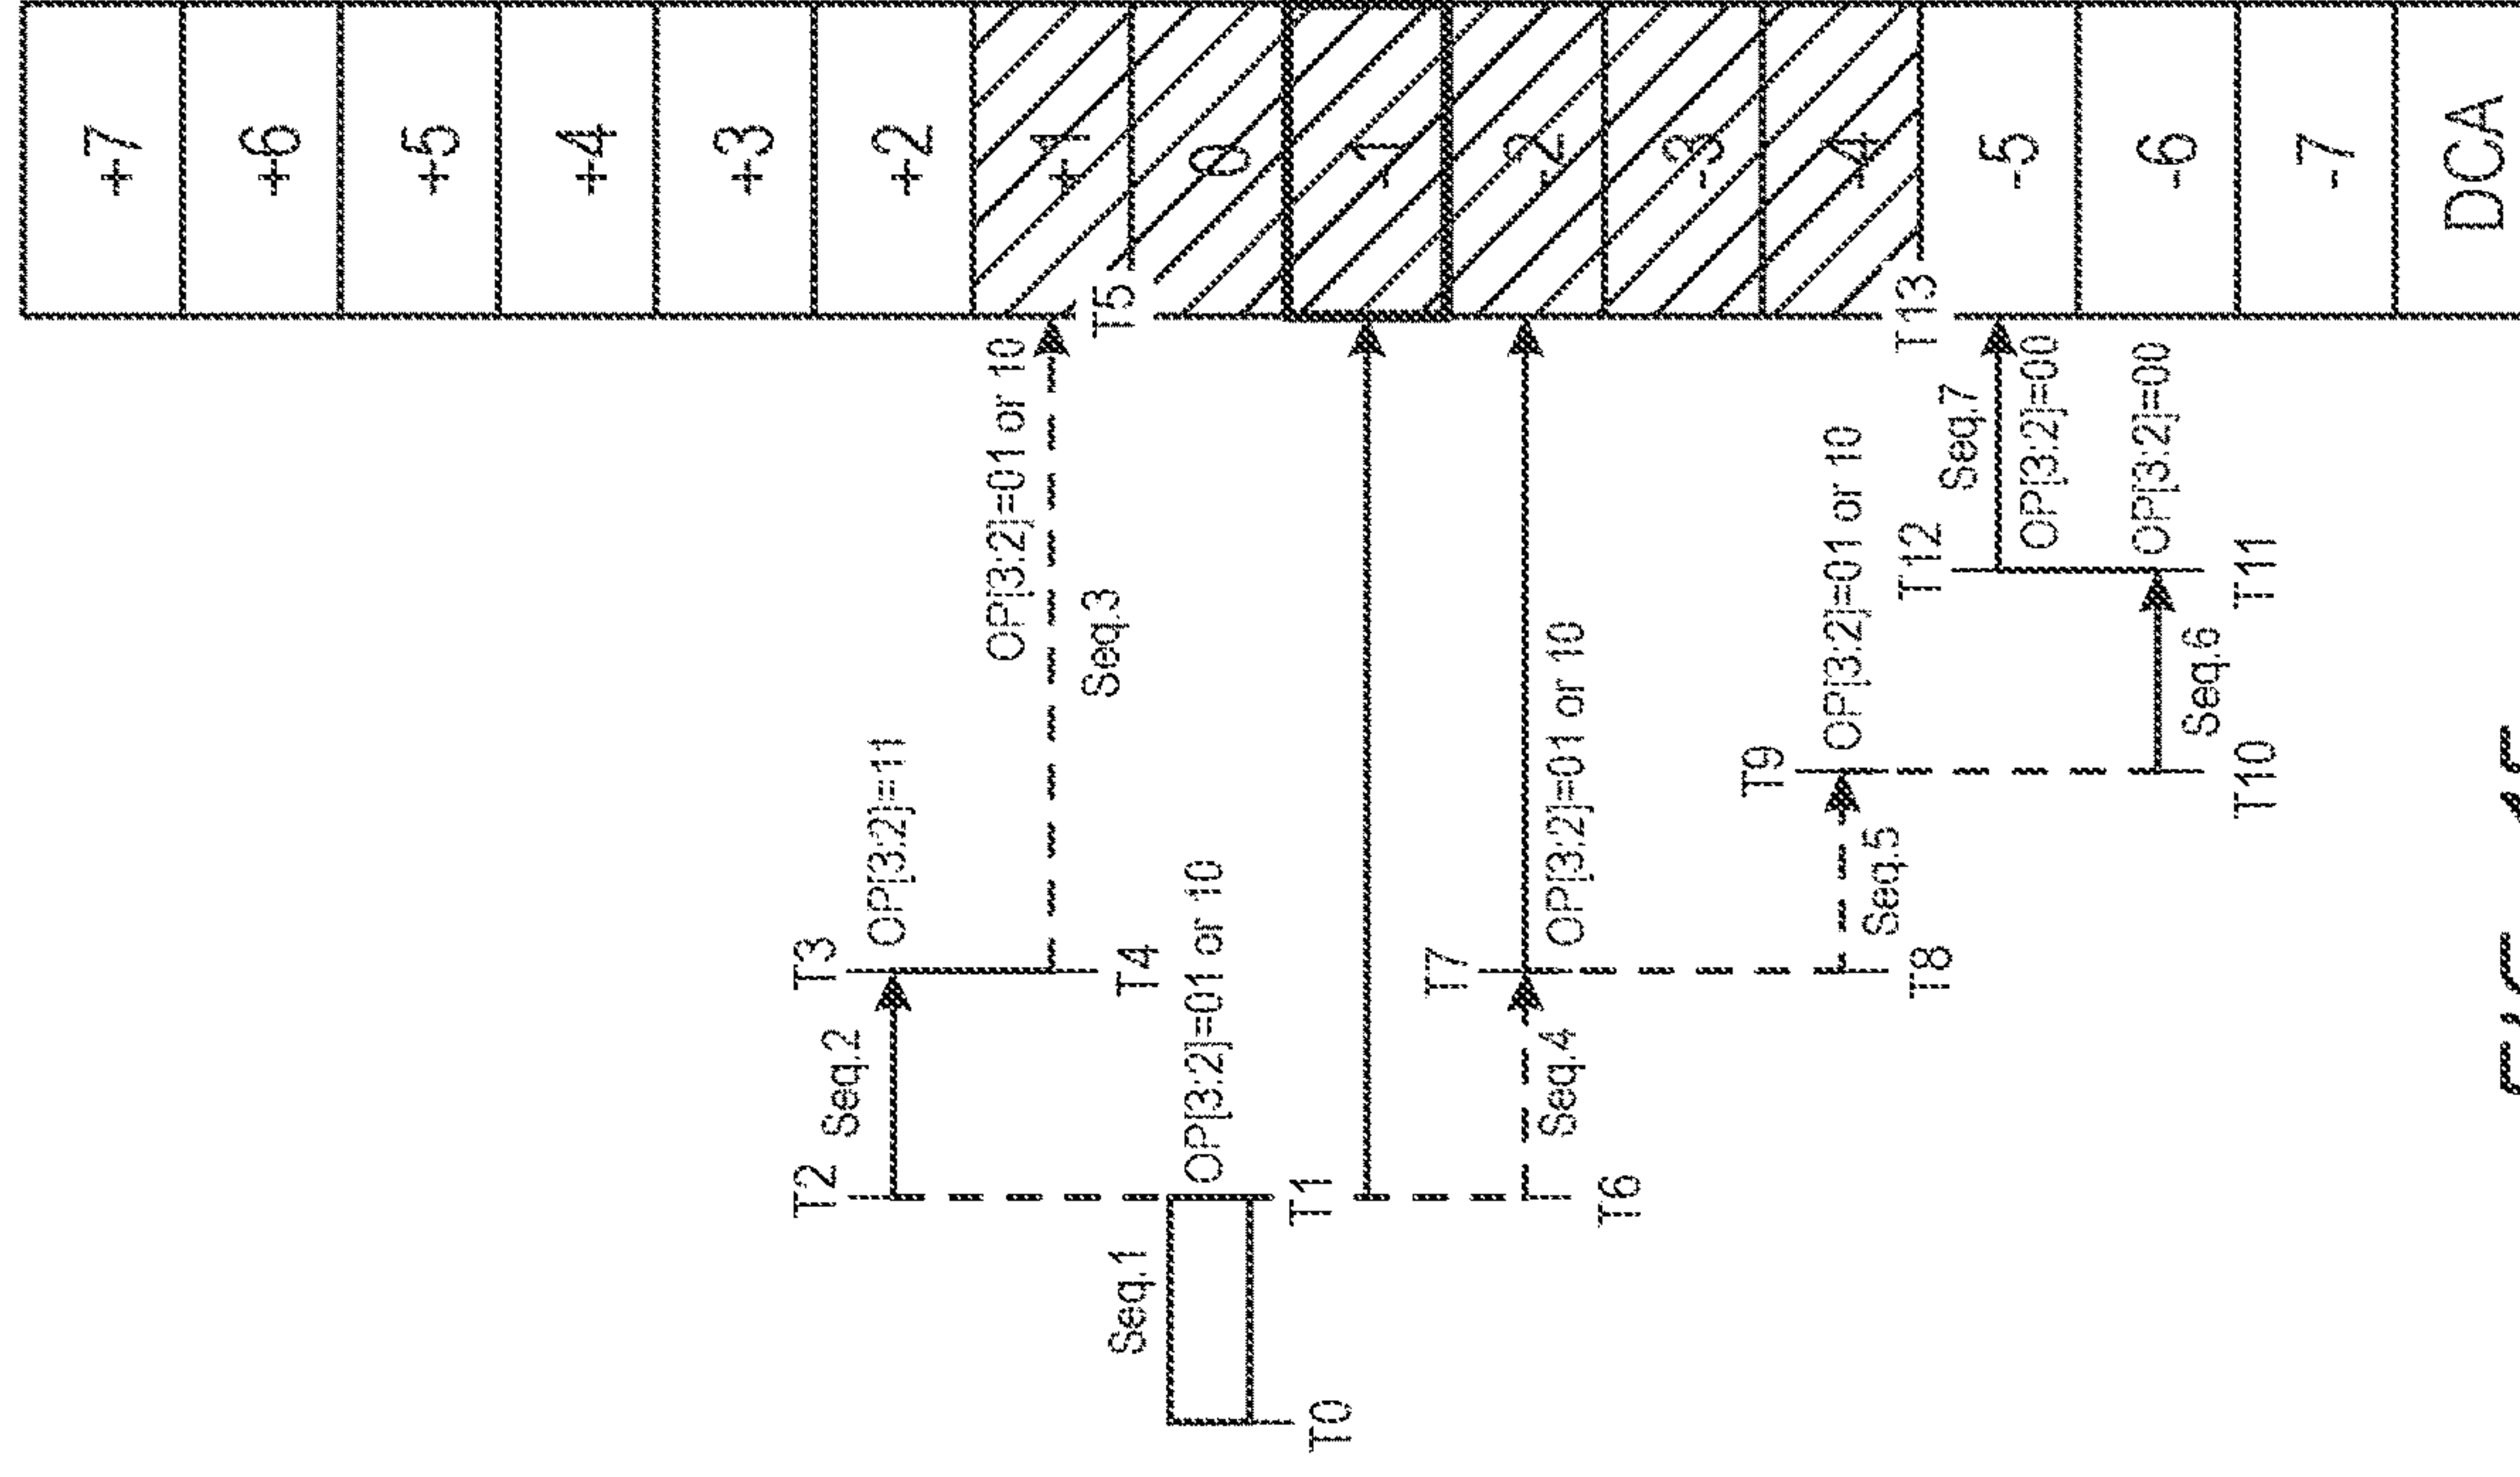 +7
+6
+5
+4
+3
T2
T3
Seq.2
OP[3:2]=11
+2
OP[3:2]=01 or 10
+1
Seq.3
T5
Seq.1
T4
OP[3:2]=01 or 10
0
T1
T0
-1
T7
-2
Seq.4
OP[3:2]=01 or 10
T6
-3
T9
OP[3:2]=01 or 10
-4
Seq.5
T8
T12
T13
Seq.7
-5
OP[3:2]=00
OP[3:2]=00
-6
Seq.6
T10
T11
-7
DCA